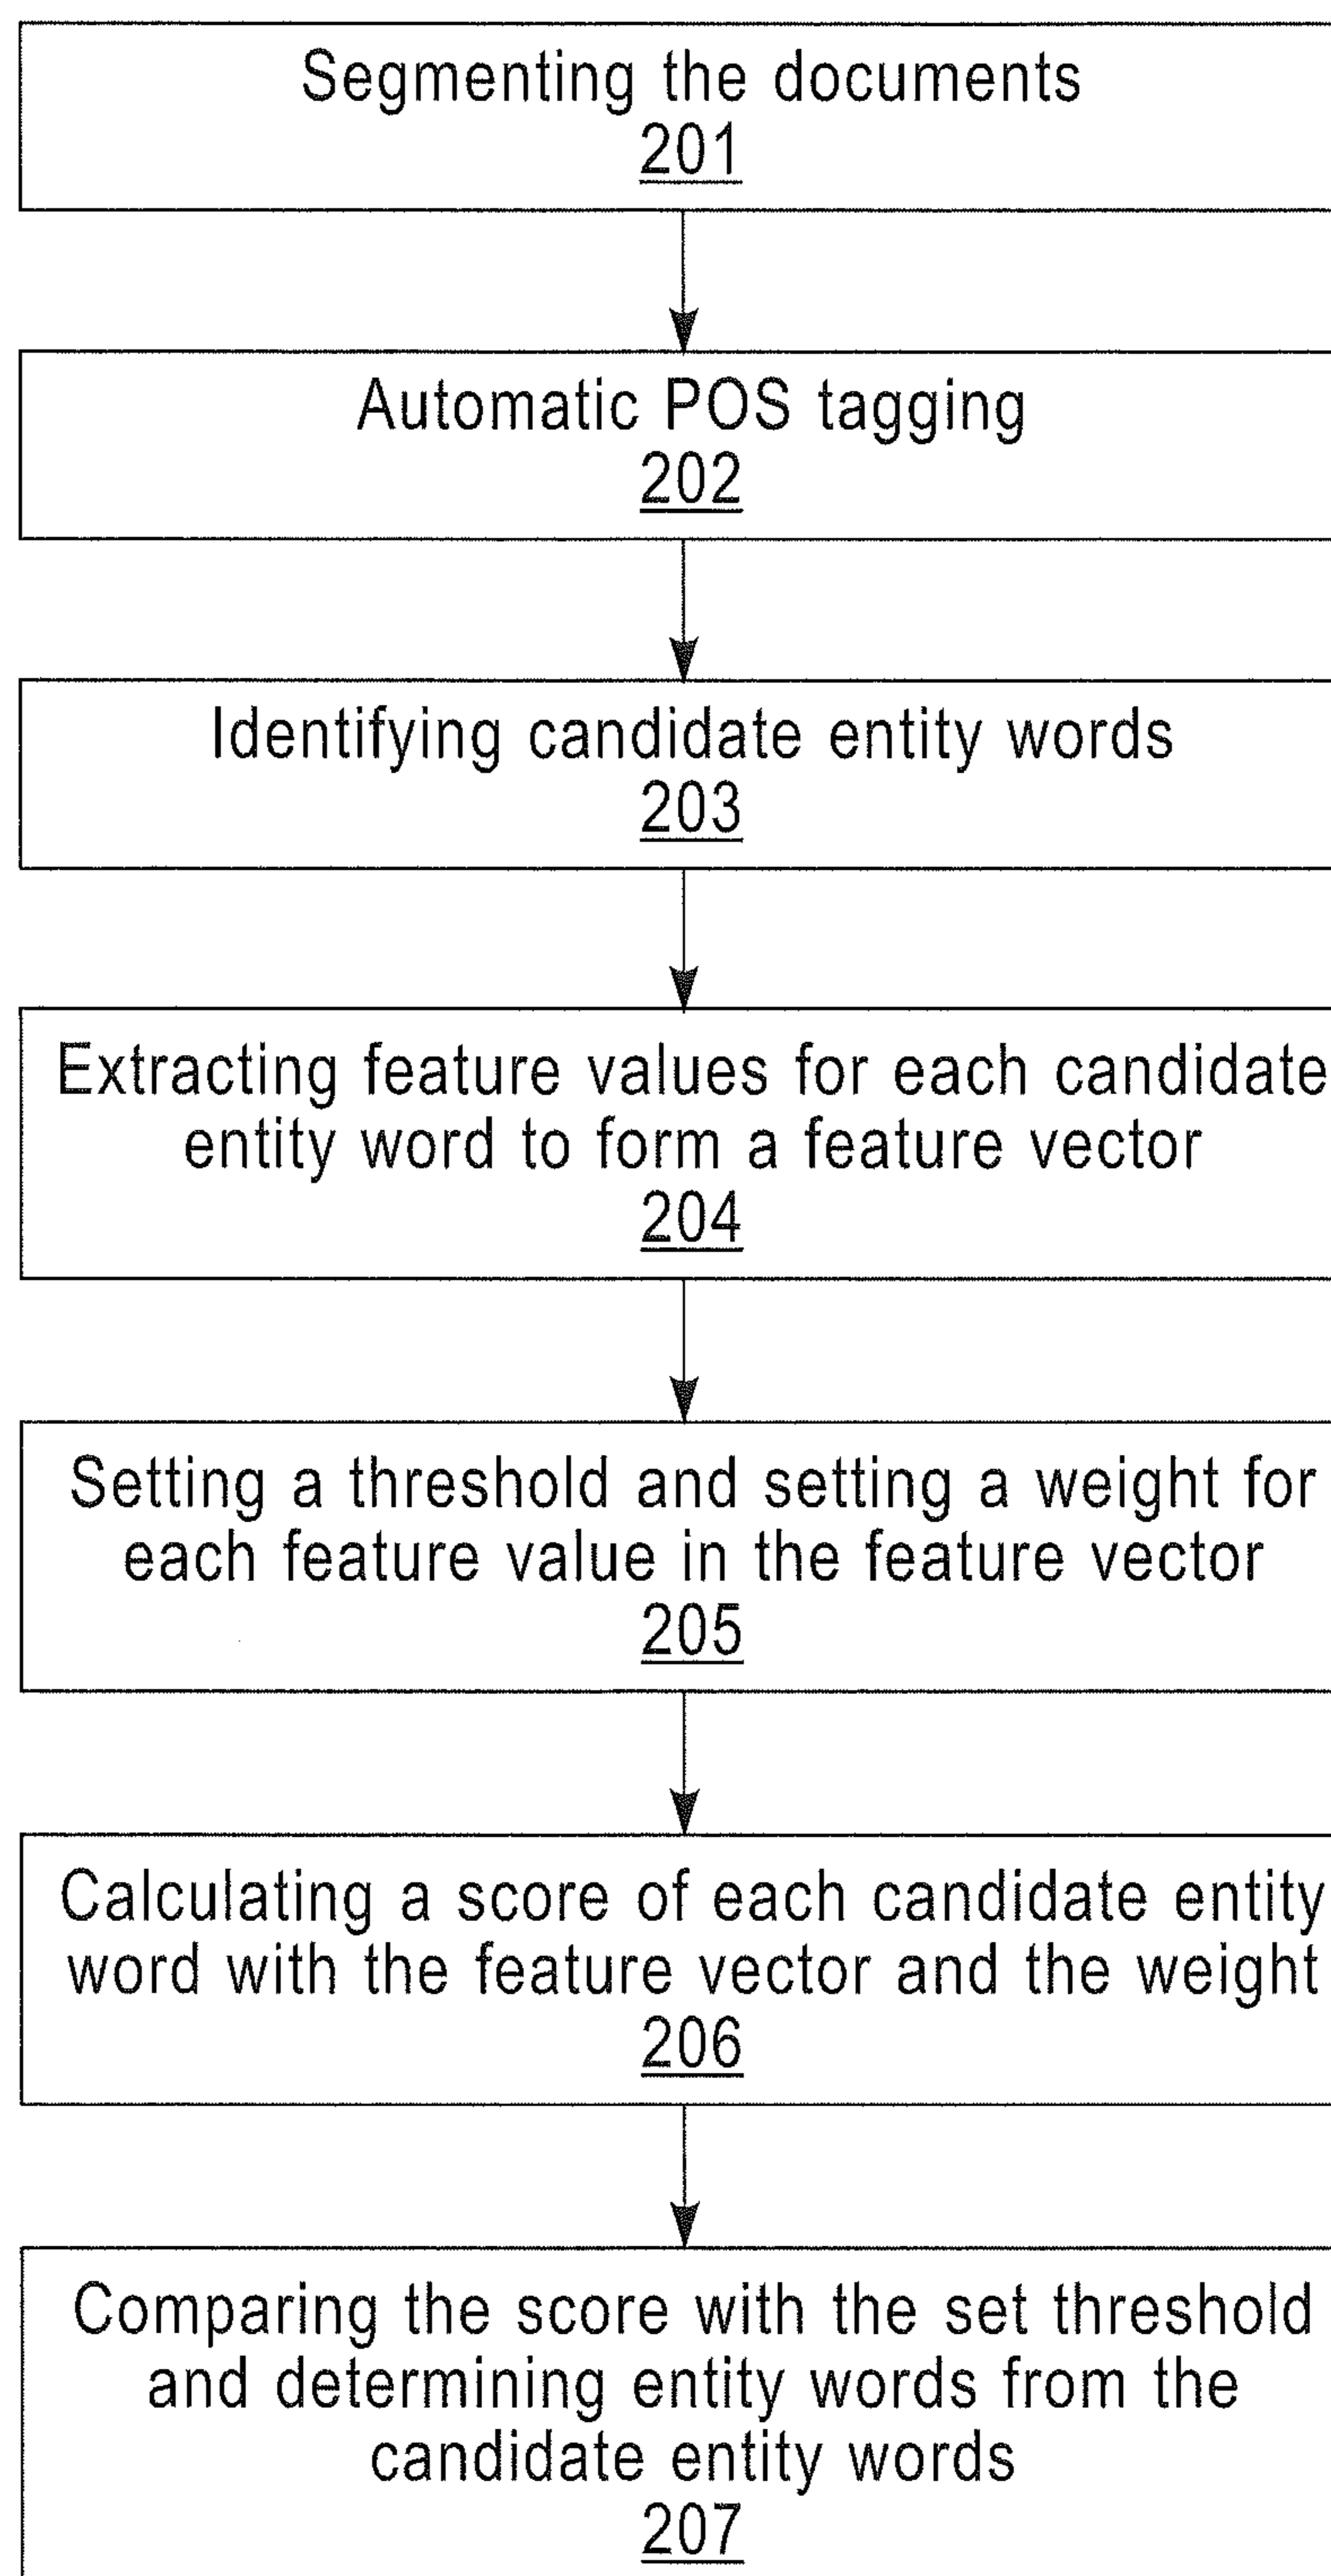 Segmenting the documents
201
Automatic POS tagging
202
Identifying candidate entity words
203
Extracting feature values for each candidate
entity word to form a feature vector
204
Setting a threshold and setting a weight for
each feature value in the feature vector
205
Calculating a score of each candidate entity
word with the feature vector and the weight
206
Comparing the score with the set threshold
and determining entity words from the
candidate entity words
207